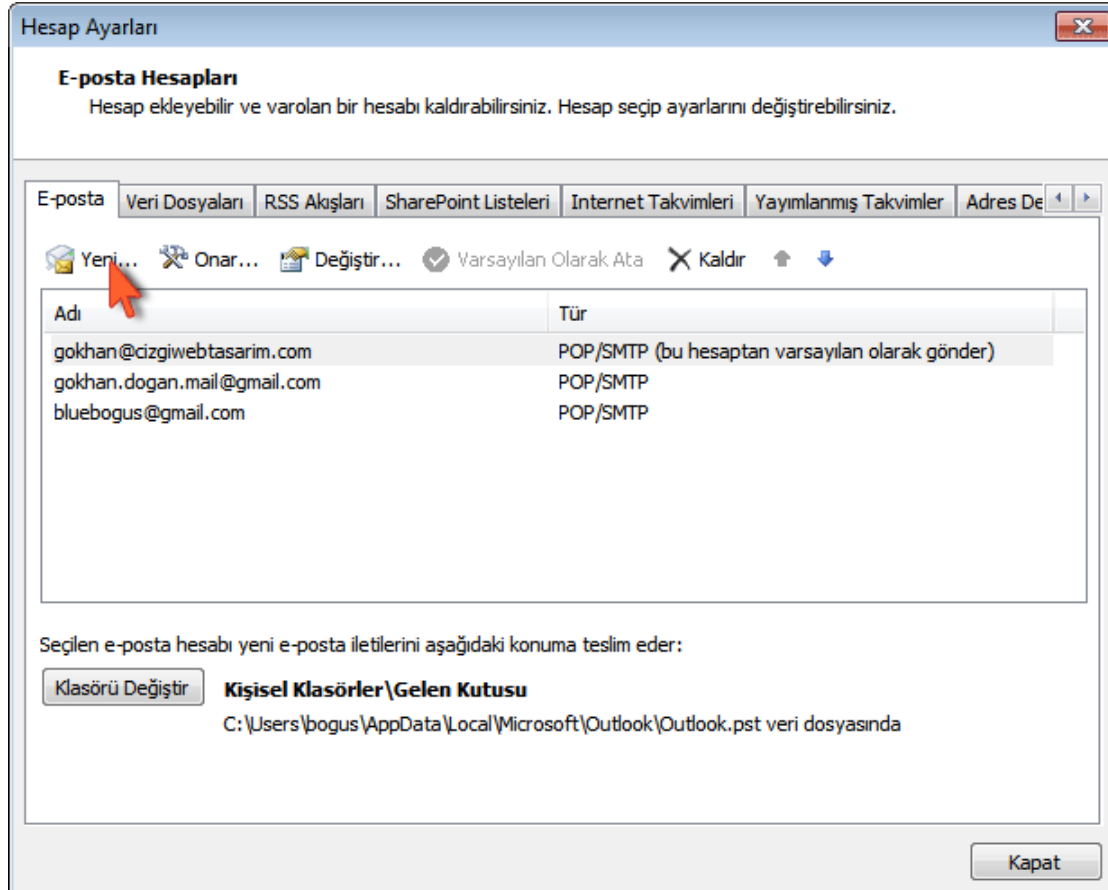 Hesap Ayarları
E-posta Hesapları
Hesap ekleyebilir ve varolan bir hesabı kaldırabilirsiniz. Hesap seçip ayarlarını değiştirebilirsiniz.
E-posta Veri Dosyaları RSS Akışları SharePoint Listeleri Internet Takvimleri Yayımlanmış Takvimler Adres De
Yeni... Onar... Değiştir... Varsayılan Olarak Ata Kaldır
Adı Tür
gokhan@cizgiwebtasarim.com POP/SMTP (bu hesaptan varsayılan olarak gönder)
gokhan.dogan.mail@gmail.com POP/SMTP
bluebogus@gmail.com POP/SMTP
Seçilen e-posta hesabı yeni e-posta iletilerini aşağıdaki konuma teslim eder:
Klasörü Değiştir Kişisel Klasörler\Gelen Kutusu
C:\Users\bogus\AppData\Local\Microsoft\Outlook\Outlook.pst veri dosyasında
Kapat